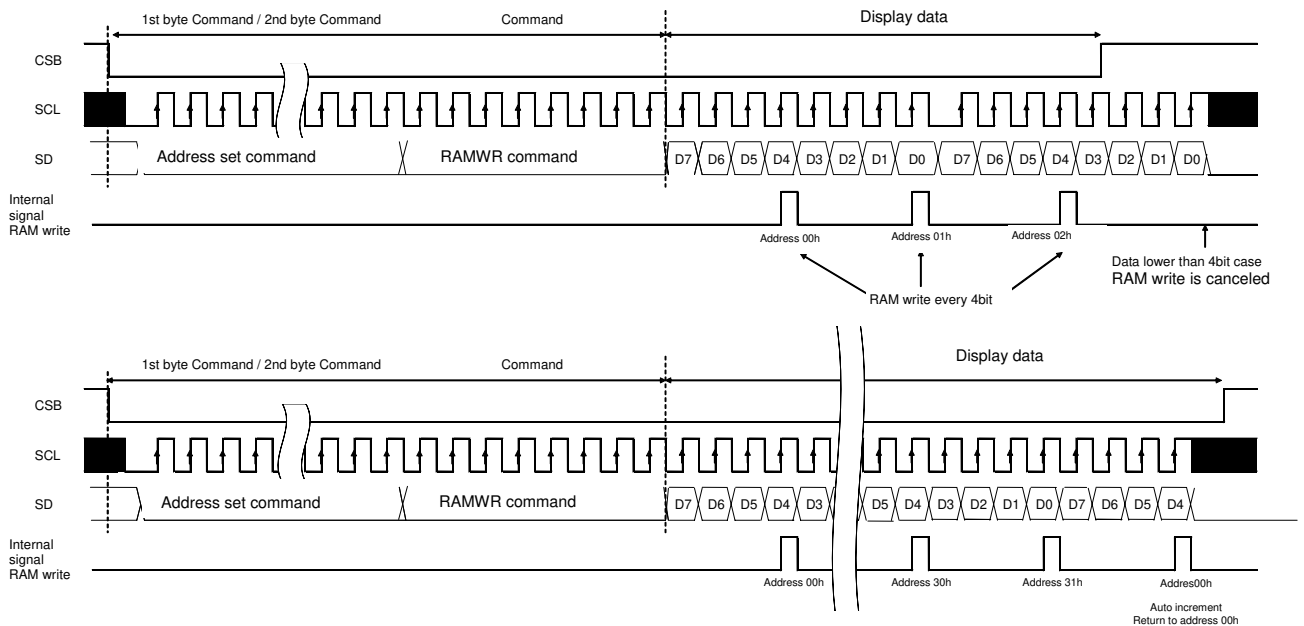 1st byte Command / 2nd byte Command Command Display data
CSB
SCL
SD Address set command RAMWR command D7 D6 D5 D4 D3 D2 D1 D0 D7 D6 D5 D4 D3 D2 D1 D0
Internal
signal
RAM write
Address 00h Address 01h Address 02h
Data lower than 4bit case
RAM write is canceled
RAM write every 4bit
1st byte Command / 2nd byte Command Command Display data
CSB
SCL
SD Address set command RAMWR command D7 D6 D5 D4 D3 D5 D4 D3 D2 D1 D0 D7 D6 D5 D4
Internal
signal
RAM write
Address 00h Address 30h Address 31h Addres00h
Auto increment
Return to address 00h